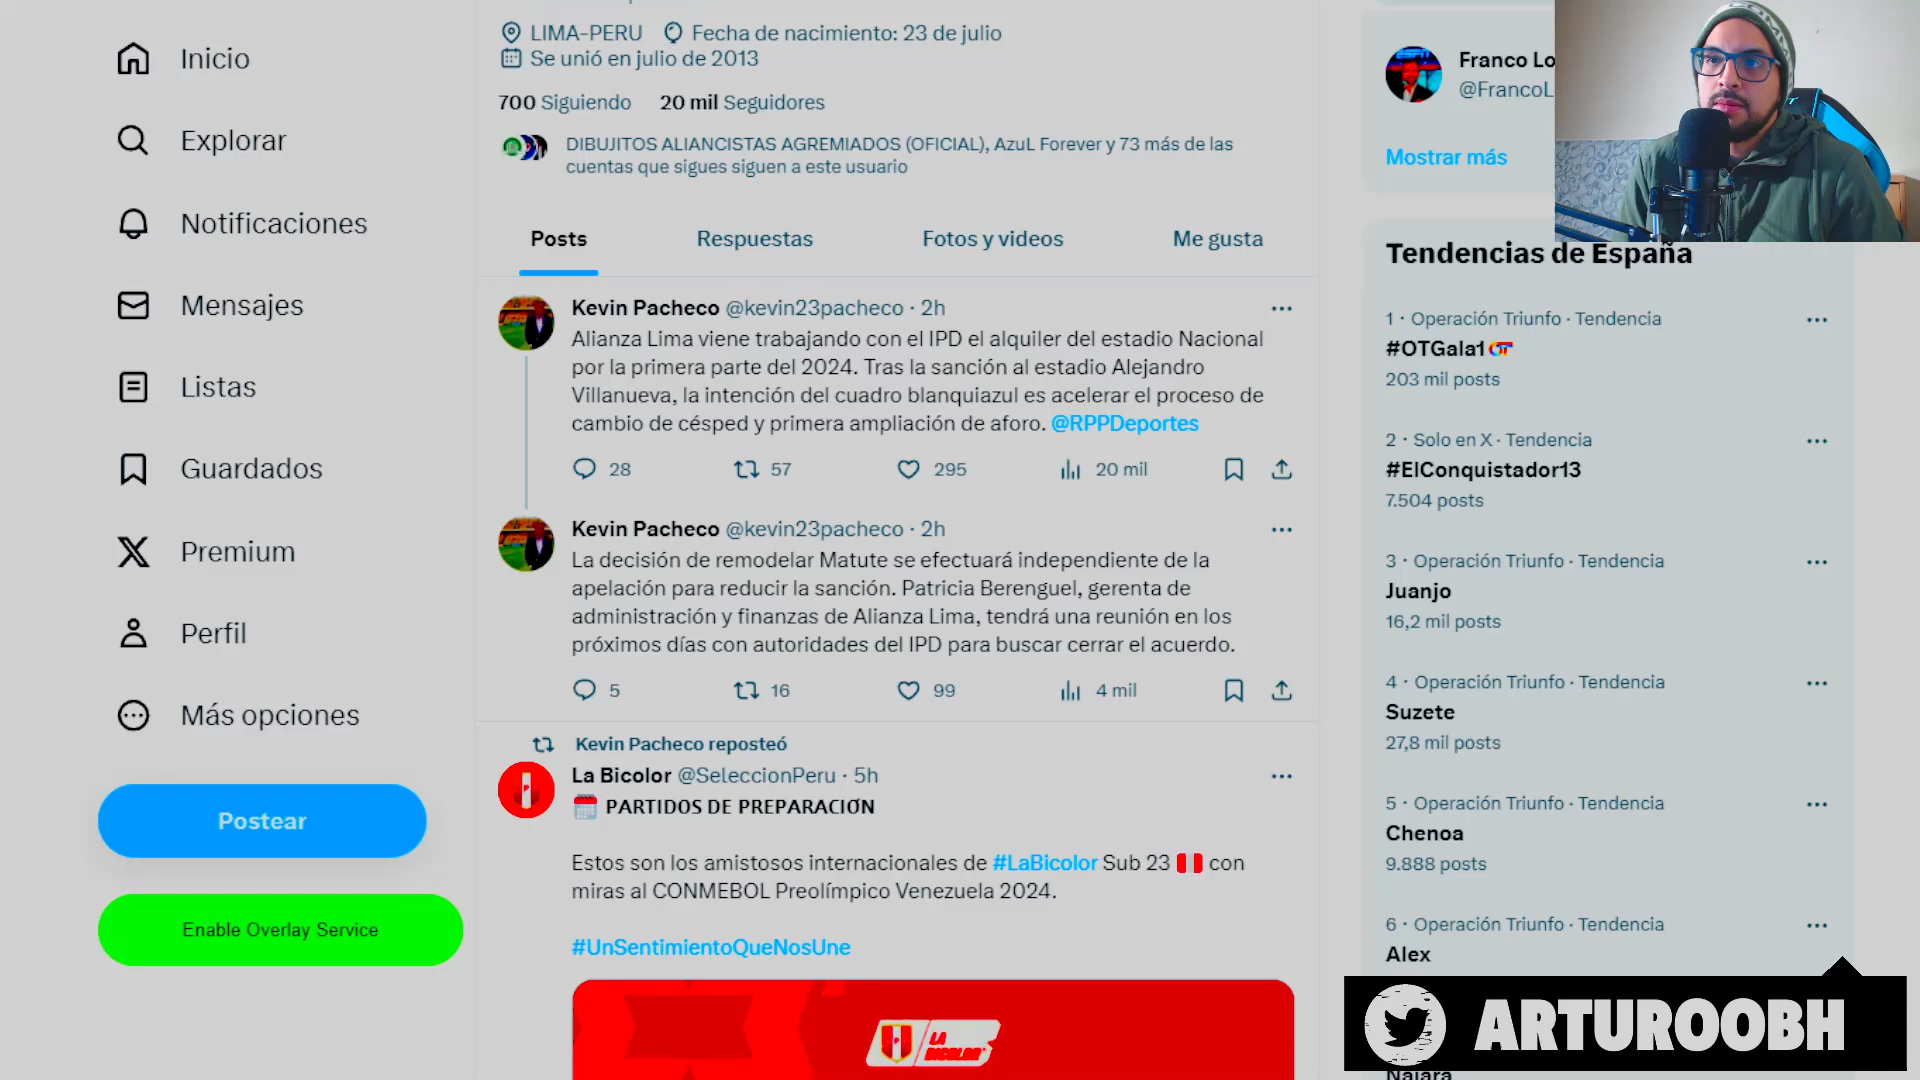 Inicio
Explorar
Notificaciones
Mensajes
Listas
Guardados
Premium
Perfil
Más opciones
Postear
Enable Overlay Service
LIMA-PERU Fecha de nacimiento: 23 de julio
Se unió en julio de 2013
700 Siguiendo 20 mil Seguidores
DIBUJITOS ALIANCISTAS AGREMIADOS (OFICIAL), AzuL Forever y 73 más de las
cuentas que sigues siguen a este usuario
Posts Respuestas Fotos y videos Me gusta
Kevin Pacheco @kevin23pacheco · 2h
Alianza Lima viene trabajando con el IPD el alquiler del estadio Nacional
por la primera parte del 2024. Tras la sanción al estadio Alejandro
Villanueva, la intención del cuadro blanquiazul es acelerar el proceso de
cambio de césped y primera ampliación de aforo. @RPPDeportes
28 57 295 20 mil
Kevin Pacheco @kevin23pacheco · 2h
La decisión de remodelar Matute se efectuará independiente de la
apelación para reducir la sanción. Patricia Berenguel, gerenta de
administración y finanzas de Alianza Lima, tendrá una reunión en los
próximos días con autoridades del IPD para buscar cerrar el acuerdo.
5 16 99 4 mil
Kevin Pacheco reposteó
La Bicolor @SeleccionPeru · 5h
PARTIDOS DE PREPARACIÓN
Estos son los amistosos internacionales de #LaBicolor Sub 23 con
miras al CONMEBOL Preolímpico Venezuela 2024.
#UnSentimientoQueNosUne
LA
BICOLOR
Franco Lo
@FrancoL
Mostrar más
Tendencias de España
1 · Operación Triunfo · Tendencia
#OTGala1
203 mil posts
2 · Solo en X · Tendencia
#ElConquistador13
7.504 posts
3 · Operación Triunfo · Tendencia
Juanjo
16,2 mil posts
4 · Operación Triunfo · Tendencia
Suzete
27,8 mil posts
5 · Operación Triunfo · Tendencia
Chenoa
9.888 posts
6 · Operación Triunfo · Tendencia
Alex
ARTUROOBH
Naiara